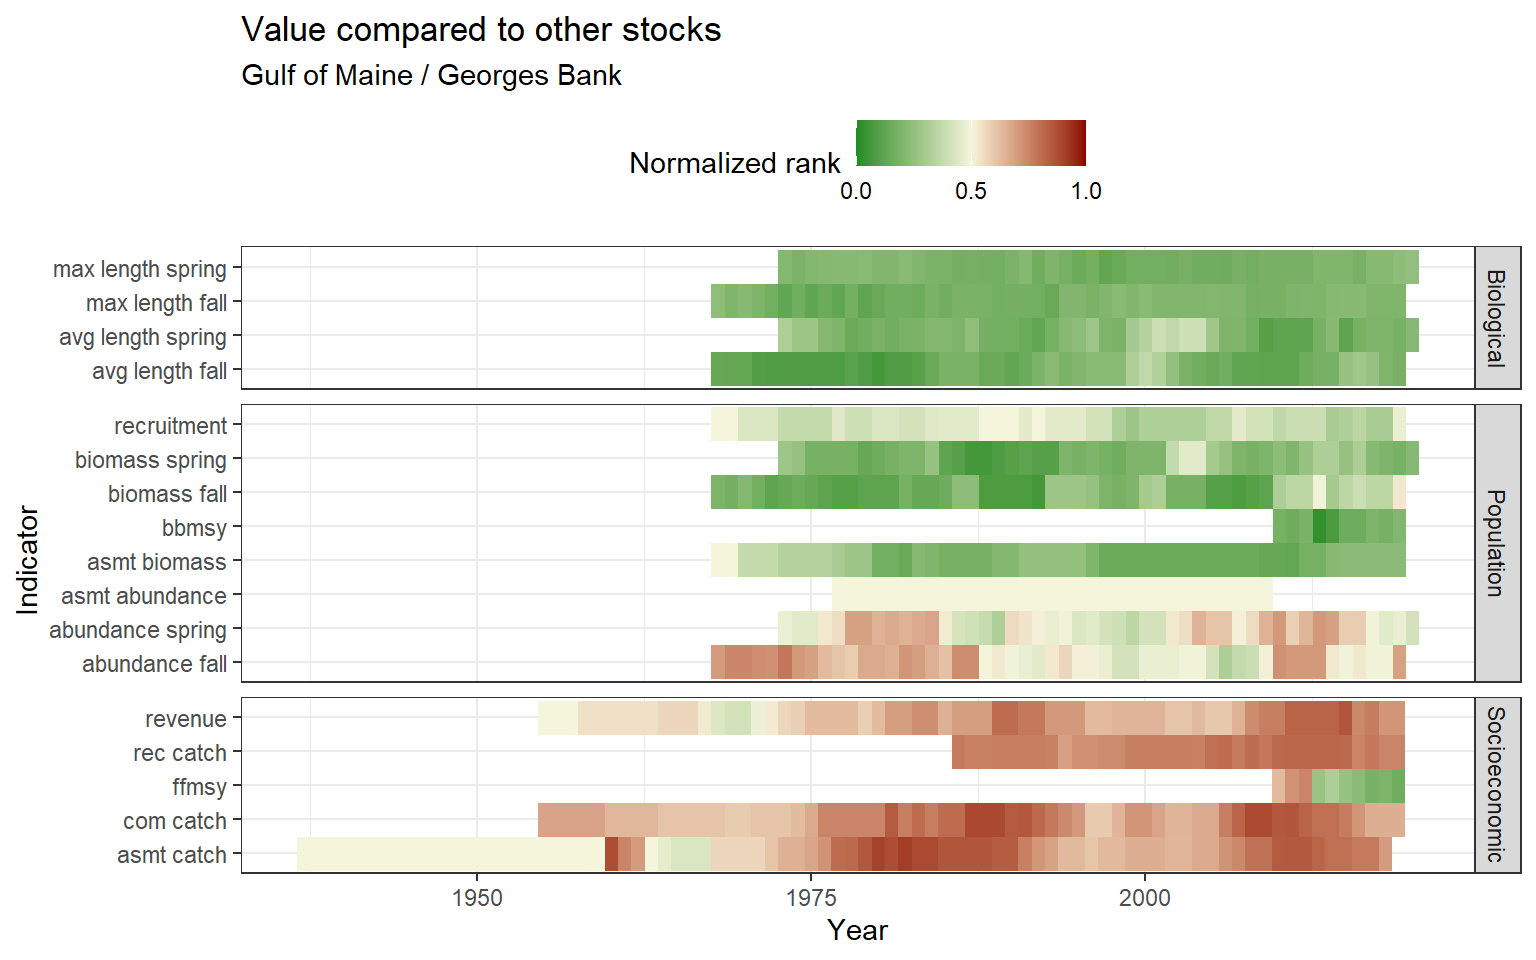 Value compared to other stocks
Gulf of Maine / Georges Bank
Normalized rank
0.0 0.5 1.0
max length spring
max length fall
avg length spring
avg length fall
Biological
recruitment
biomass spring
biomass fall
bbmsy
asmt biomass
asmt abundance
abundance spring
abundance fall
Population
revenue
rec catch
ffmsy
com catch
asmt catch
Socioeconomic
Indicator
1950 1975 2000
Year